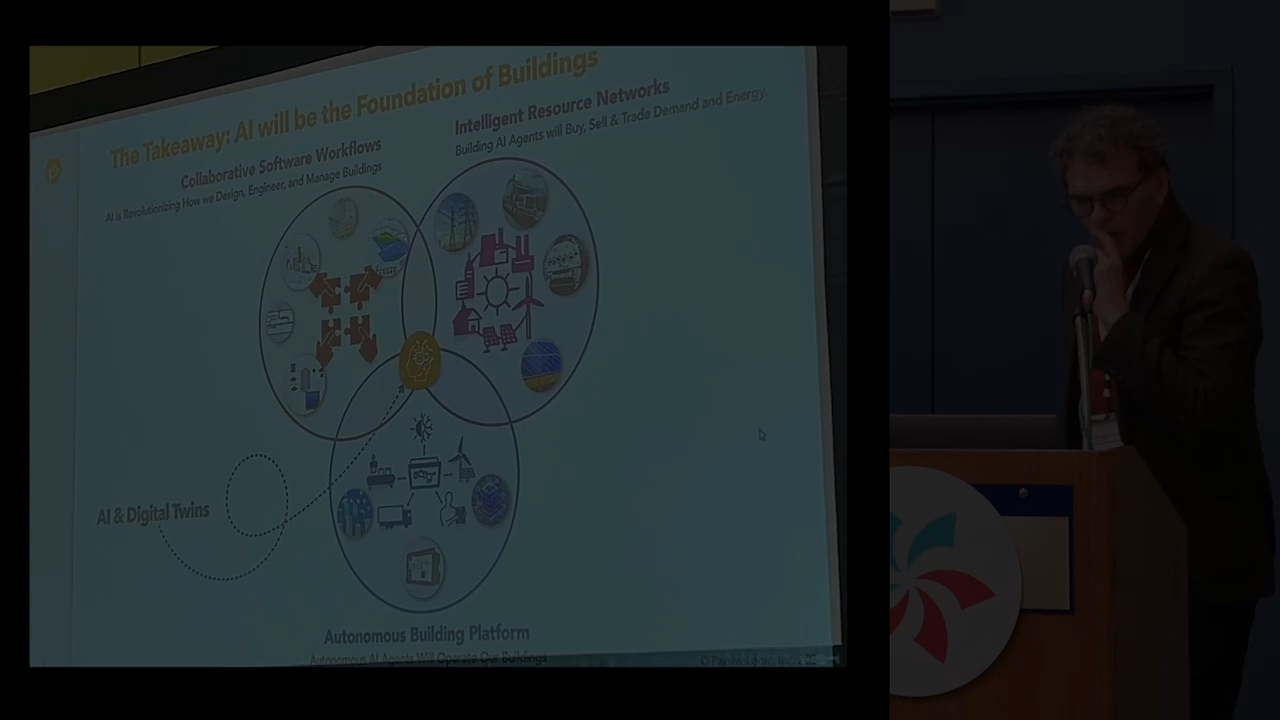 The Takeaway: AI will be the Foundation of Buildings
Collaborative Software Workflows
AI is Revolutionizing How we Design, Engineer, and Manage Buildings
Intelligent Resource Networks
Building AI Agents will Buy, Sell & Trade Demand and Energy.
AI & Digital Twins
Autonomous Building Platform
Autonomous AI Agents Will Operate Our Buildings